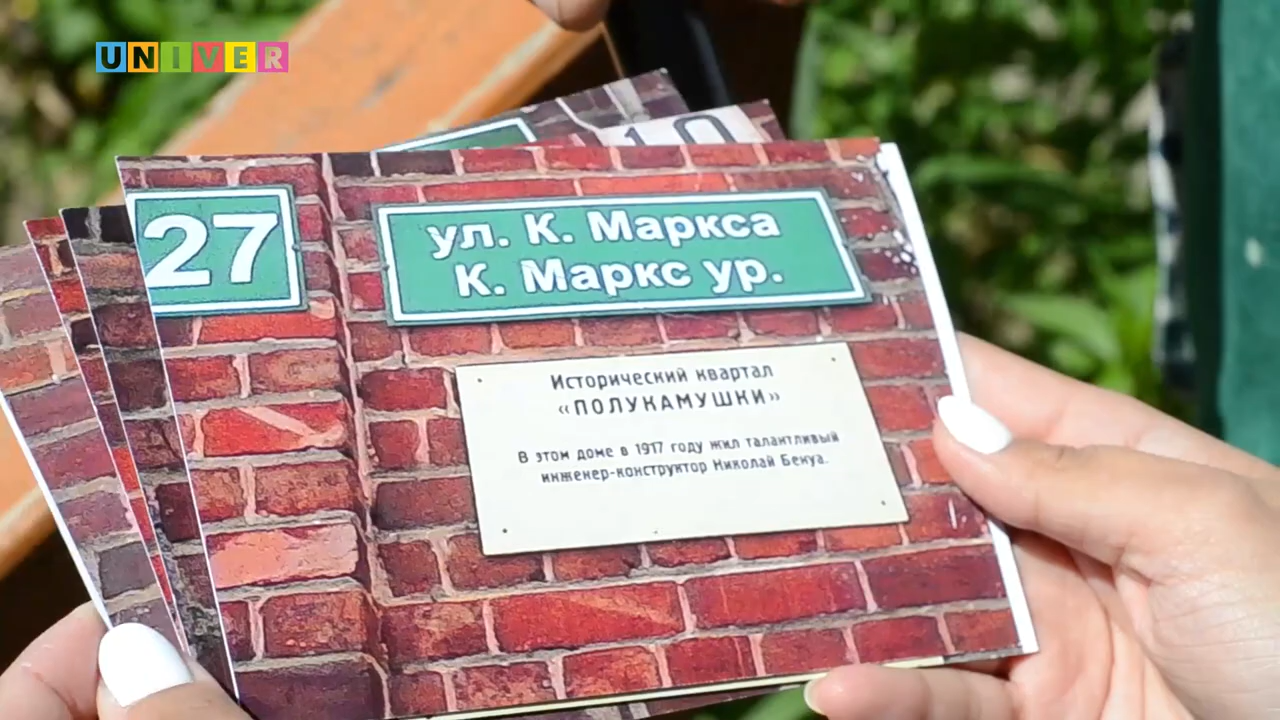 UNIVER
10
27
ул. К. Маркса
К. Маркс ур.
Исторический квартал
«ПОЛУКАМУШКИ»
В этом доме в 1917 году жил талантливый
инженер-конструктор Николай Бенуа.